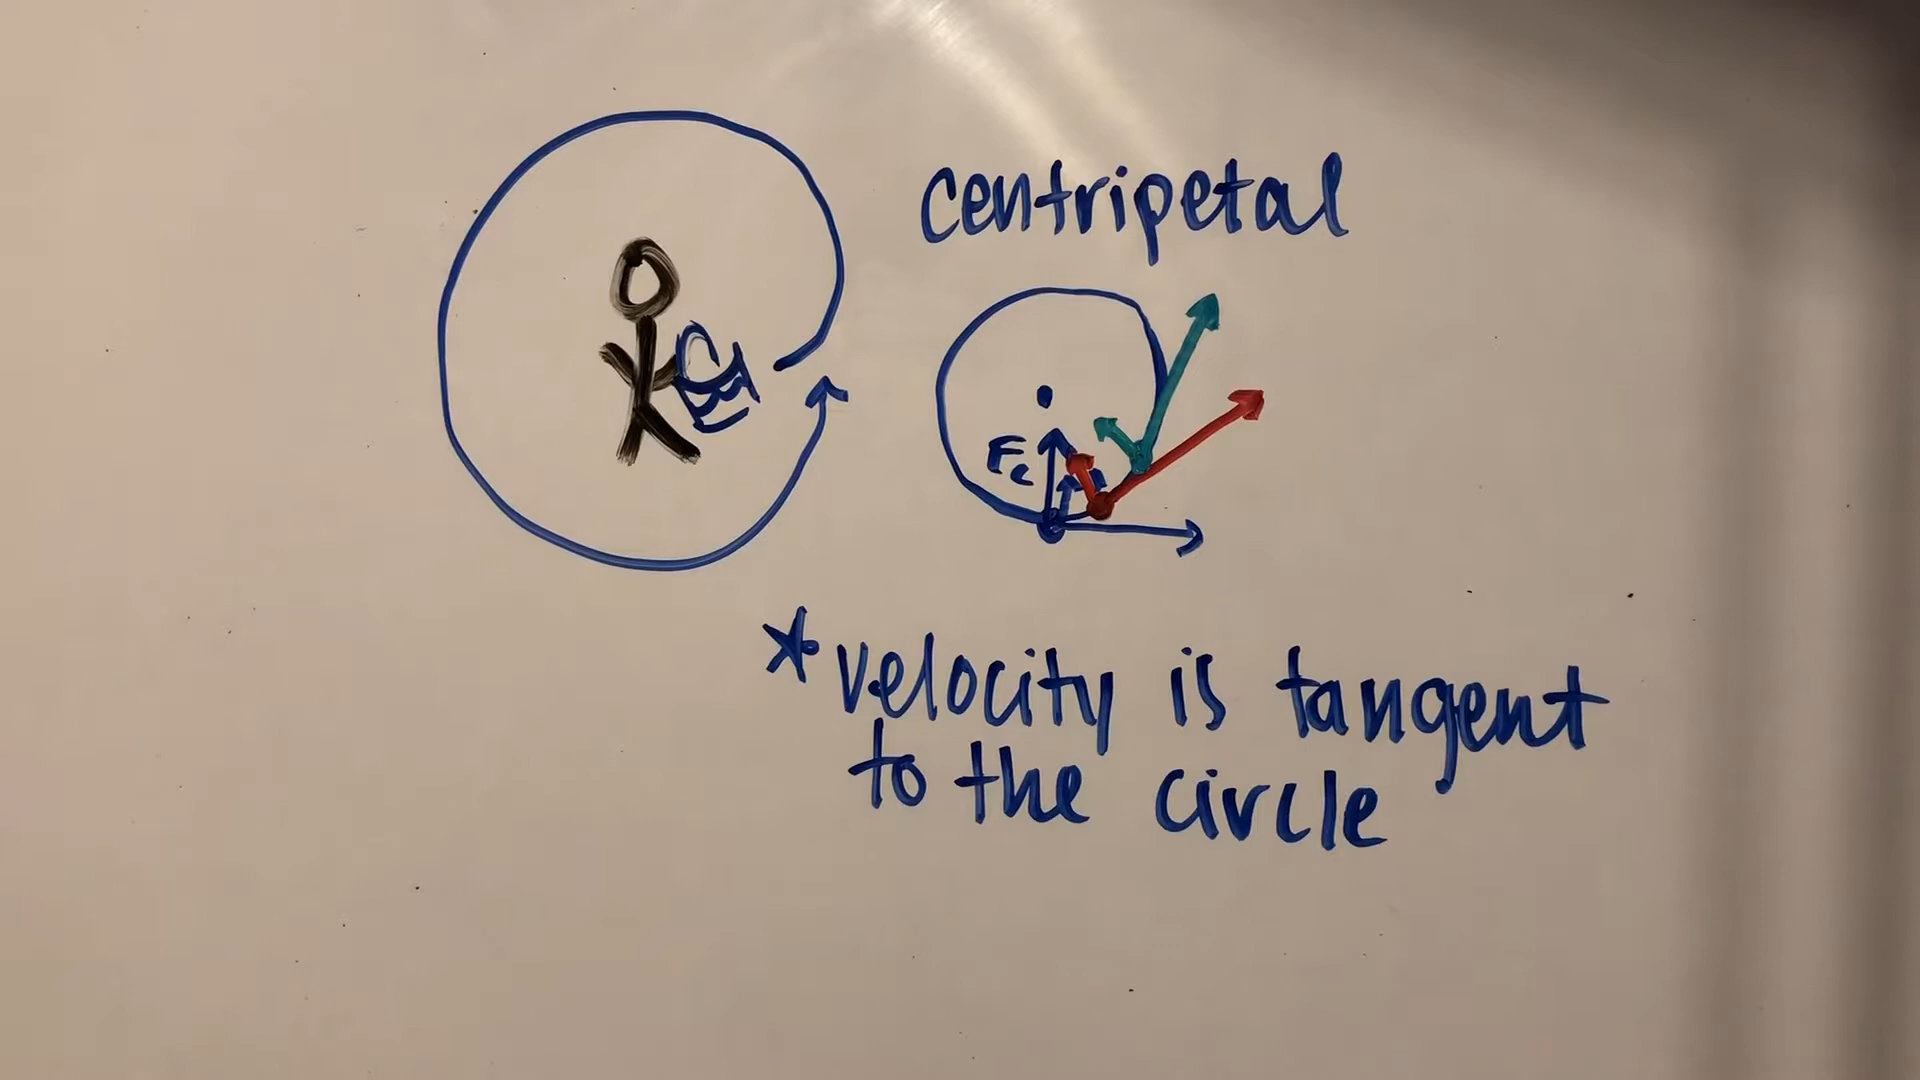 centripetal
Fc
*velocity is tangent
to the circle